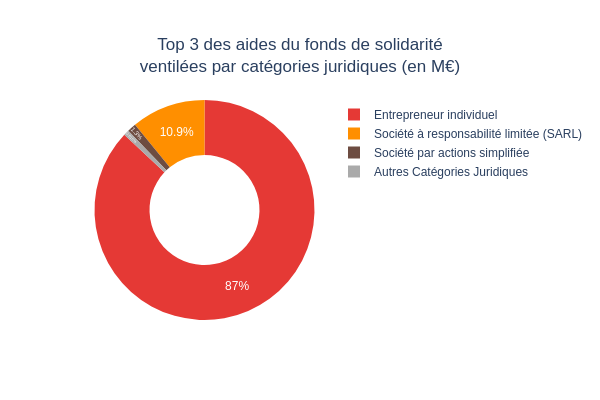 Top 3 des aides du fonds de solidarité
ventilées par catégories juridiques (en M€)
Entrepreneur individuel
Société à responsabilité limitée (SARL)
Société par actions simplifiée
Autres Catégories Juridiques
10.9%
87%